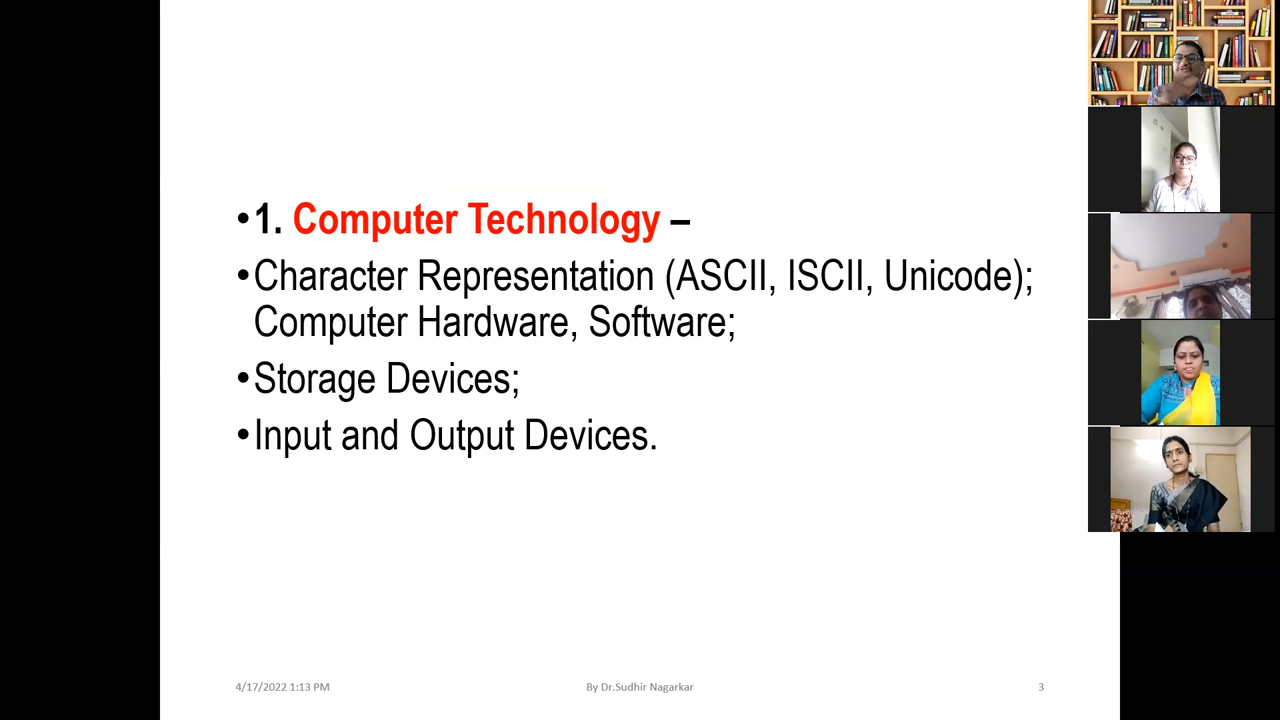 •1. Computer Technology –
•Character Representation (ASCII, ISCII, Unicode);
Computer Hardware, Software;
•Storage Devices;
•Input and Output Devices.
4/17/2022 1:13 PM
By Dr.Sudhir Nagarkar
3